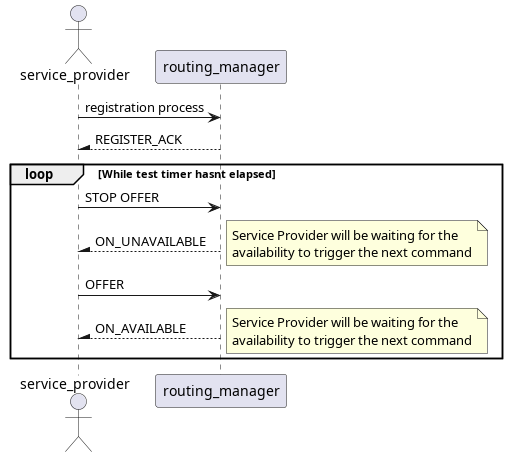 service_provider
routing_manager
registration process
REGISTER_ACK
loop [While test timer hasnt elapsed]
STOP OFFER
ON_UNAVAILABLE
Service Provider will be waiting for the
availability to trigger the next command
OFFER
ON_AVAILABLE
Service Provider will be waiting for the
availability to trigger the next command
service_provider
routing_manager